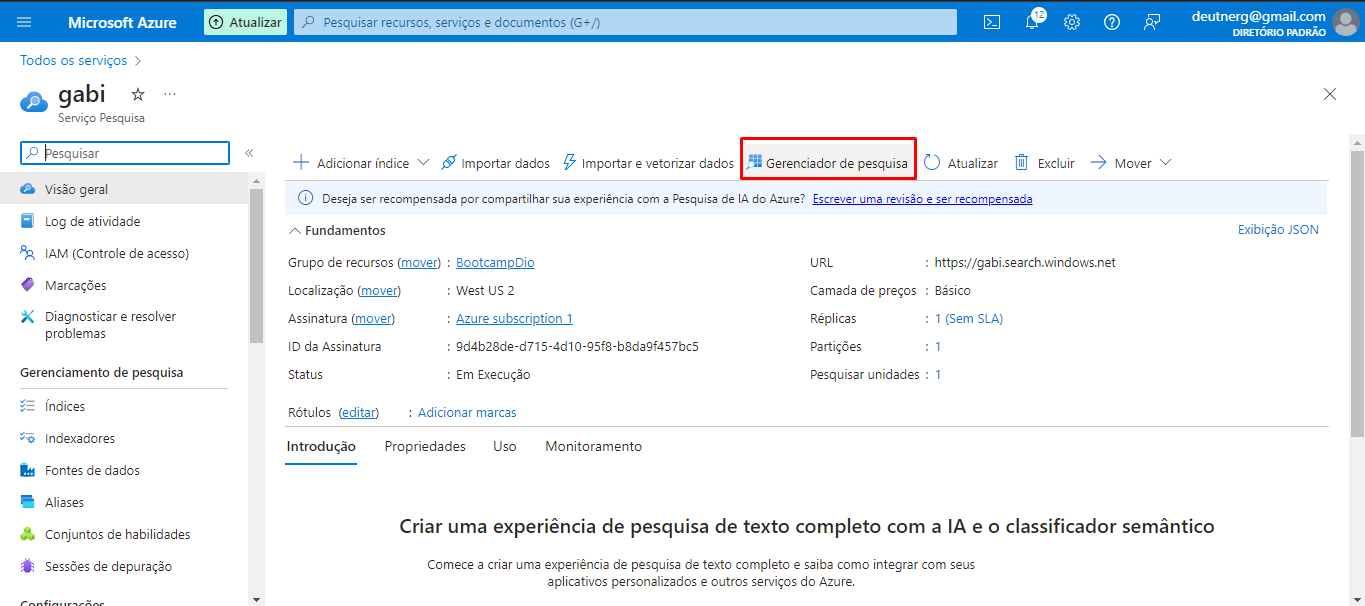 Microsoft Azure
Atualizar
Pesquisar recursos, serviços e documentos (G+/)
12
deutnerg@gmail.com
DIRETÓRIO PADRÃO
Todos os serviços
gabi
Serviço Pesquisa
Pesquisar
Visão geral
Log de atividade
IAM (Controle de acesso)
Marcações
Diagnosticar e resolver
problemas
Gerenciamento de pesquisa
Índices
Indexadores
Fontes de dados
Aliases
Conjuntos de habilidades
Sessões de depuração
Configurações
Adicionar índice
Importar dados
Importar e vetorizar dados
Gerenciador de pesquisa
Atualizar
Excluir
Mover
Deseja ser recompensada por compartilhar sua experiência com a Pesquisa de IA do Azure? Escrever uma revisão e ser recompensada
Fundamentos
Exibição JSON
Grupo de recursos (mover) : BootcampDio
Localização (mover) : West US 2
Assinatura (mover) : Azure subscription 1
ID da Assinatura : 9d4b28de-d715-4d10-95f8-b8da9f457bc5
Status : Em Execução
URL : https://gabi.search.windows.net
Camada de preços : Básico
Réplicas : 1 (Sem SLA)
Partições : 1
Pesquisar unidades : 1
Rótulos (editar) : Adicionar marcas
Introdução
Propriedades
Uso
Monitoramento
Criar uma experiência de pesquisa de texto completo com a IA e o classificador semântico
Comece a criar uma experiência de pesquisa de texto completo e saiba como integrar com seus
aplicativos personalizados e outros serviços do Azure.